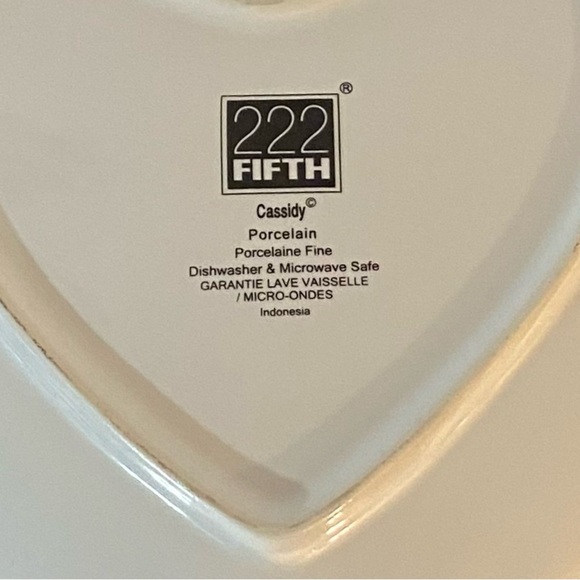 222
FIFTH®
Cassidy©
Porcelain
Porcelaine Fine
Dishwasher & Microwave Safe
GARANTIE LAVE VAISSELLE
/ MICRO-ONDES
Indonesia